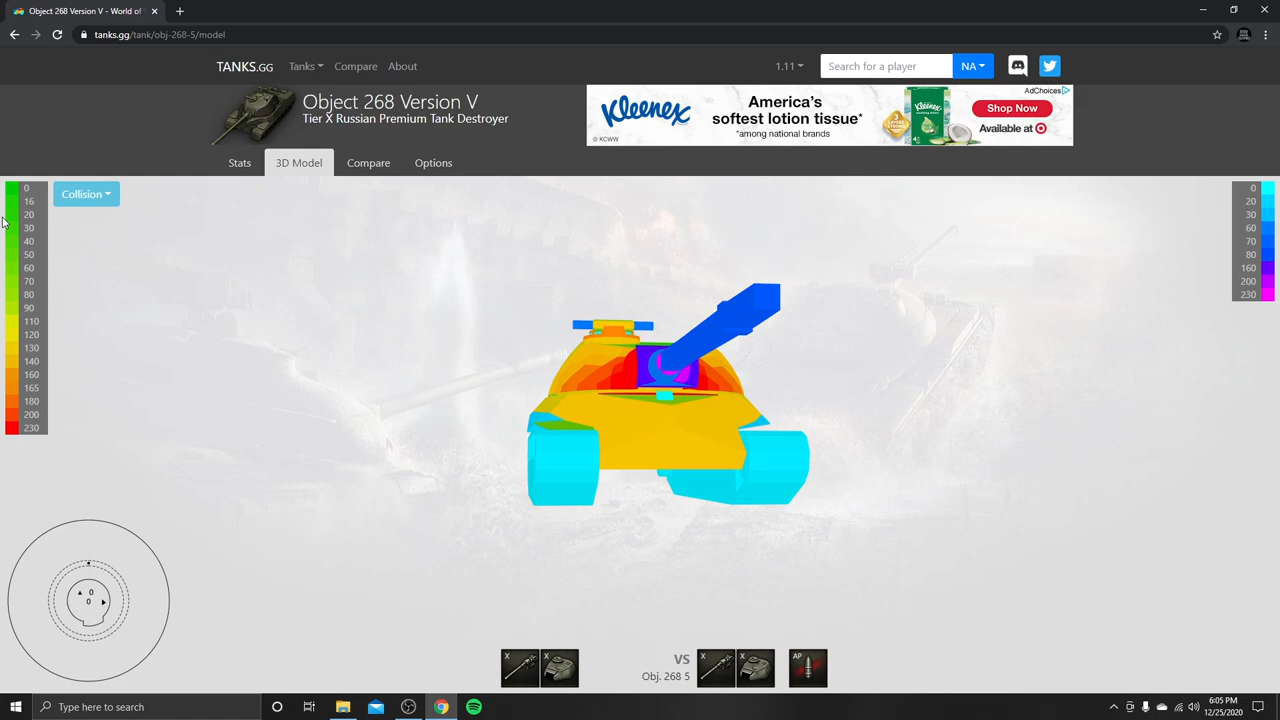 Object 268 Version V - World of T
tanks.gg/tank/obj-268-5/model
TANKS.GG Tanks Compare About 1.11 Search for a player NA
Object 268 Version V
Tier X Russian Premium Tank Destroyer
AdChoices
Kleenex
America's
softest lotion tissue*
*among national brands
© KCWW
Shop Now
Available at
Stats 3D Model Compare Options
Collision
0
16
20
30
40
50
60
70
80
90
110
120
130
140
160
165
180
200
230
0
20
30
60
70
80
160
200
230
0
0
X X VS X X AP
Obj. 268 5
Type here to search
6:05 PM
12/25/2020